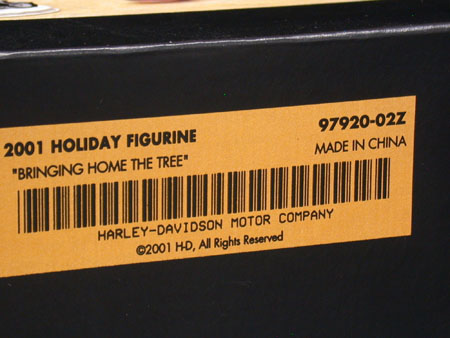 2001 HOLIDAY FIGURINE 97920-02Z
"BRINGING HOME THE TREE" MADE IN CHINA
HARLEY-DAVIDSON MOTOR COMPANY
©2001 H-D, All Rights Reserved